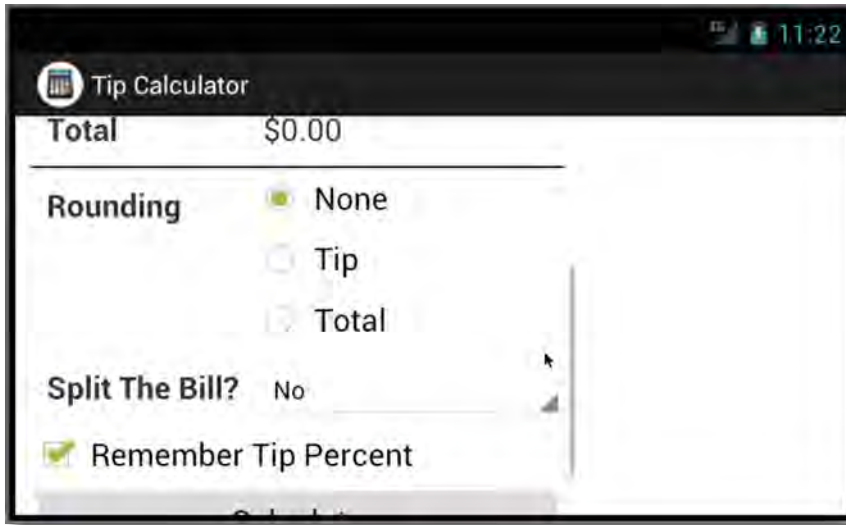 11:22
Tip Calculator
Total $0.00
Rounding None
Tip
Total
Split The Bill? No
Remember Tip Percent